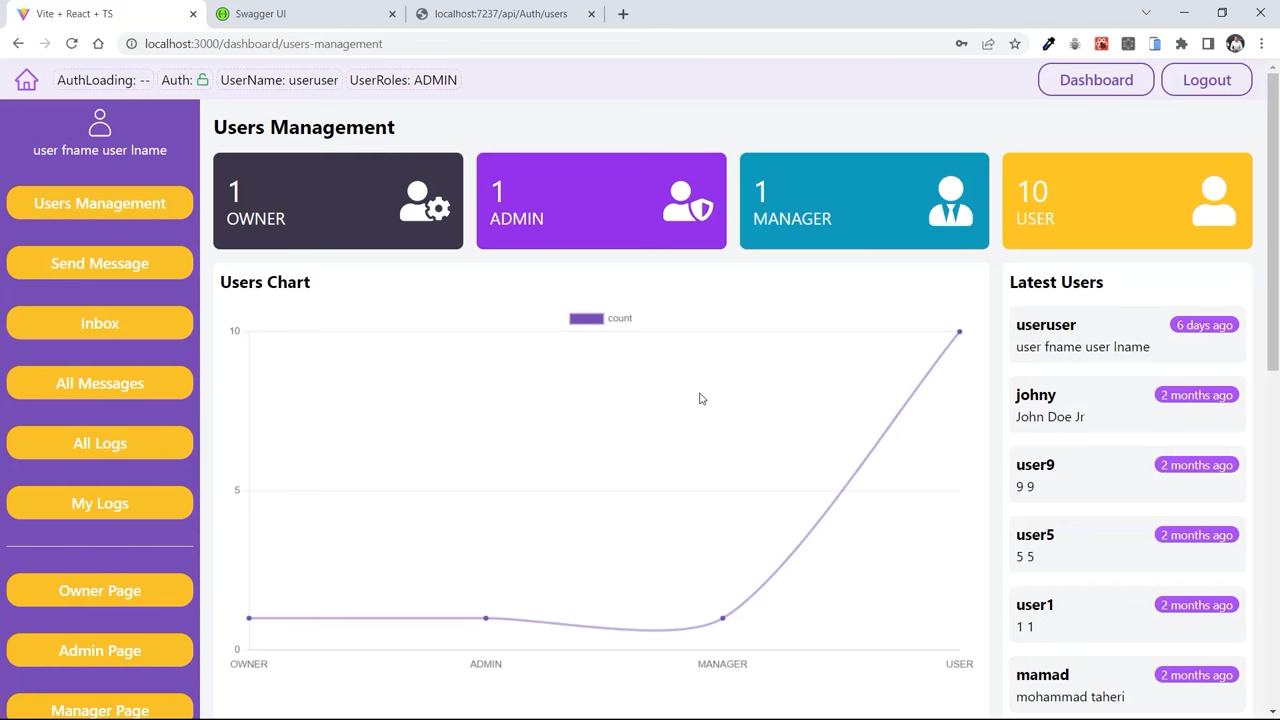 Vite + React + TS
Swagger UI
localhost:7237/api/Auth/users
localhost:3000/dashboard/users-management
AuthLoading: --
Auth:
UserName: useruser
UserRoles: ADMIN
Dashboard
Logout
user fname user lname
Users Management
Send Message
Inbox
All Messages
All Logs
My Logs
Owner Page
Admin Page
Manager Page
Users Management
1
OWNER
1
ADMIN
1
MANAGER
10
USER
Users Chart
count
10
5
0
OWNER
ADMIN
MANAGER
USER
Latest Users
useruser
6 days ago
user fname user lname
johny
2 months ago
John Doe Jr
user9
2 months ago
9 9
user5
2 months ago
5 5
user1
2 months ago
1 1
mamad
2 months ago
mohammad taheri